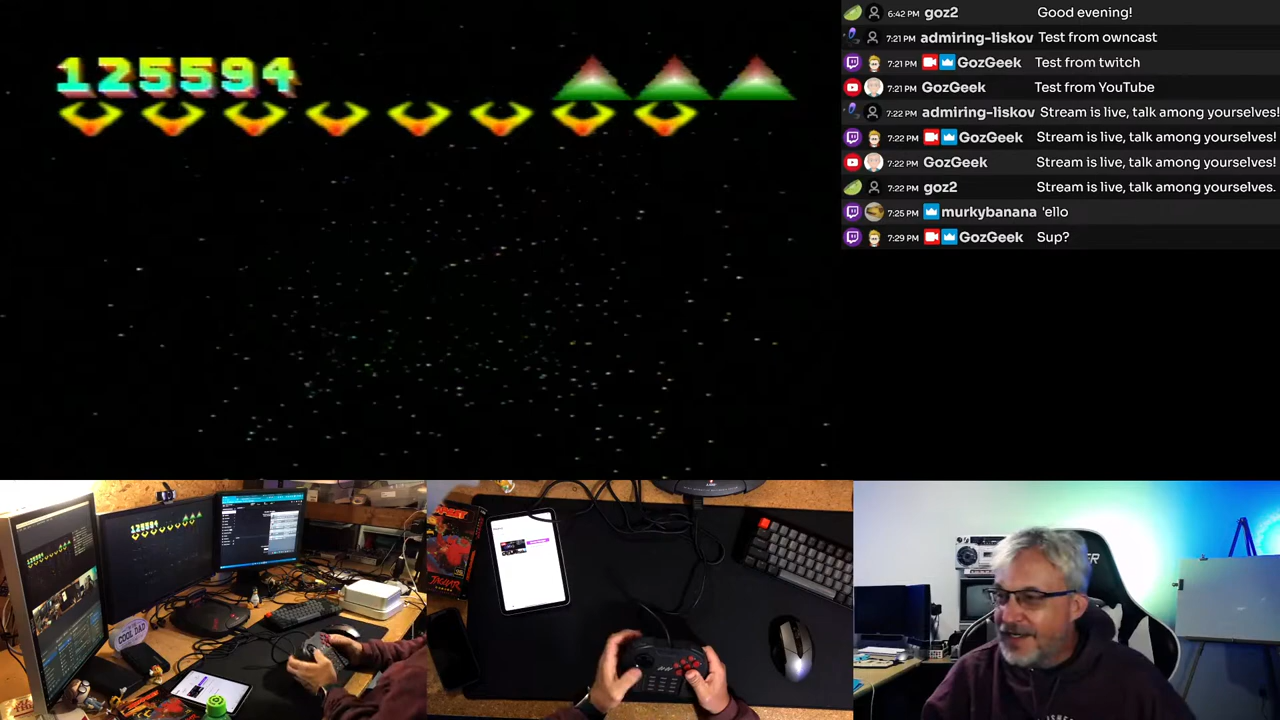 125594
6:42 PM goz2 Good evening!
7:21 PM admiring-liskov Test from owncast
7:21 PM GozGeek Test from twitch
7:21 PM GozGeek Test from YouTube
7:22 PM admiring-liskov Stream is live, talk among yourselves!
7:22 PM GozGeek Stream is live, talk among yourselves!
7:22 PM GozGeek Stream is live, talk among yourselves!
7:22 PM goz2 Stream is live, talk among yourselves.
7:25 PM murkybanana 'ello
7:29 PM GozGeek Sup?
125594
COOL DAD
JAGUAR